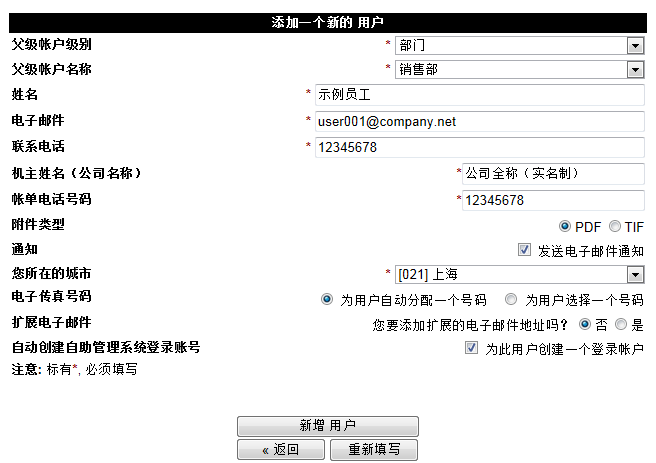 添加一个新的 用户
父级帐户级别 * 部门
父级帐户名称 * 销售部
姓名 * 示例员工
电子邮件 * user001@company.net
联系电话 * 12345678
机主姓名（公司名称） * 公司全称（实名制）
帐单电话号码 * 12345678
附件类型 PDF TIF
通知 发送电子邮件通知
您所在的城市 * [021] 上海
电子传真号码 为用户自动分配一个号码 为用户选择一个号码
扩展电子邮件 您要添加扩展的电子邮件地址吗? 否 是
自动创建自助管理系统登录账号 为此用户创建一个登录帐户
注意: 标有*, 必须填写
新增 用户
« 返回 重新填写